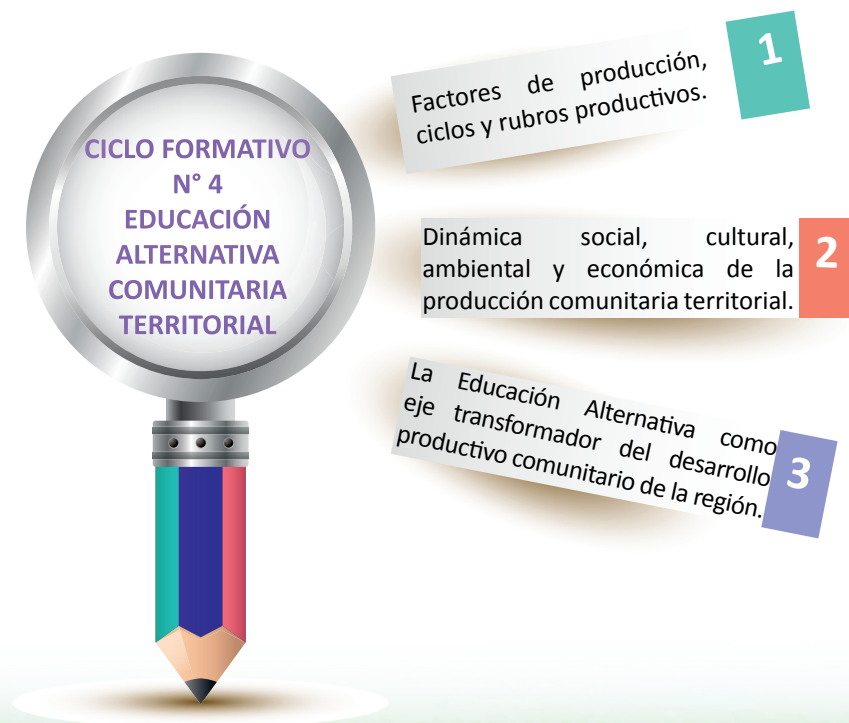 CICLO FORMATIVO
N° 4
EDUCACIÓN
ALTERNATIVA
COMUNITARIA
TERRITORIAL
1
Factores de producción,
ciclos y rubros productivos.
2
Dinámica social, cultural,
ambiental y económica de la
producción comunitaria territorial.
3
La Educación Alternativa como
eje transformador del desarrollo
productivo comunitario de la región.